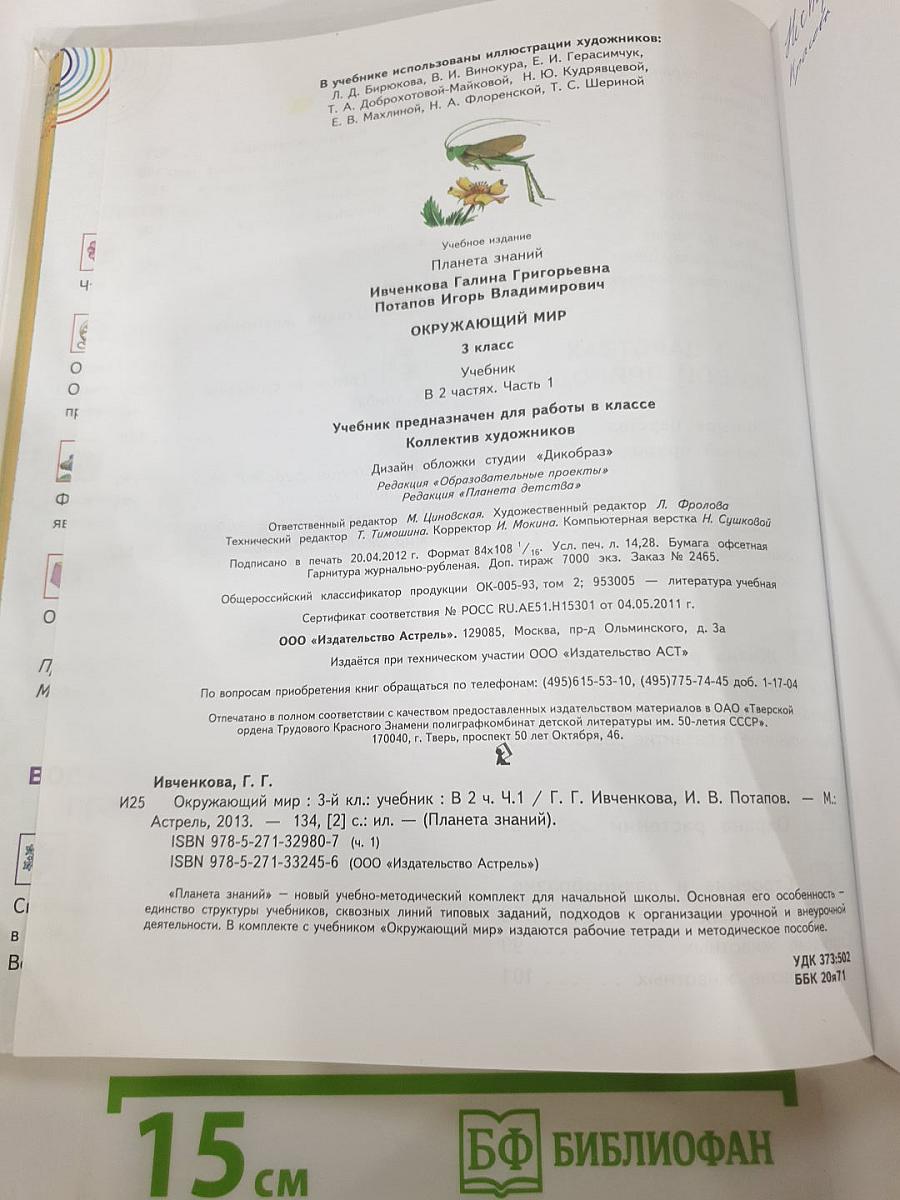 В учебнике использованы иллюстрации художников:
Л. Д. Бирюкова, В. И. Винокура, Е. И. Герасимчук,
Т. А. Доброхотовой-Майковой, Н. Ю. Кудрявцевой,
Е. В. Махлиной, Н. А. Флоренской, Т. С. Шериной
Учебное издание
Планета знаний
Ивченкова Галина Григорьевна
Потапов Игорь Владимирович
ОКРУЖАЮЩИЙ МИР
3 класс
Учебник
В 2 частях. Часть 1
Учебник предназначен для работы в классе
Коллектив художников
Дизайн обложки студии «Дикобраз»
Редакция «Образовательные проекты»
Редакция «Планета детства»
Ответственный редактор М. Циновская. Художественный редактор Л. Фролова
Технический редактор Т. Тимошина. Корректор И. Мокина. Компьютерная верстка Н. Сушковой
Подписано в печать 20.04.2012 г. Формат 84х108 1/16. Усл. печ. л. 14,28. Бумага офсетная
Гарнитура журнально-рубленая. Доп. тираж 7000 экз. Заказ № 2465.
Общероссийский классификатор продукции ОК-005-93, том 2; 953005 — литература учебная
Сертификат соответствия № РОСС RU.АЕ51.Н15301 от 04.05.2011 г.
ООО «Издательство Астрель». 129085, Москва, пр-д Ольминского, д. 3а
Издаётся при техническом участии ООО «Издательство АСТ»
По вопросам приобретения книг обращаться по телефонам: (495)615-53-10, (495)775-74-45 доб. 1-17-04
Отпечатано в полном соответствии с качеством предоставленных издательством материалов в ОАО «Тверской
ордена Трудового Красного Знамени полиграфкомбинат детской литературы им. 50-летия СССР».
170040, г. Тверь, проспект 50 лет Октября, 46.
Ивченкова, Г. Г.
И25 Окружающий мир : 3-й кл.: учебник : В 2 ч. Ч.1 / Г. Г. Ивченкова, И. В. Потапов. — М.:
Астрель, 2013. — 134, [2] с.: ил. — (Планета знаний).
ISBN 978-5-271-32980-7 (ч. 1)
ISBN 978-5-271-33245-6 (ООО «Издательство Астрель»)
«Планета знаний» – новый учебно-методический комплект для начальной школы. Основная его особенность –
единство структуры учебников, сквозных линий типовых заданий, подходов к организации урочной и внеурочной
деятельности. В комплекте с учебником «Окружающий мир» издаются рабочие тетради и методическое пособие.
УДК 373:502
ББК 20я71
15 см
БФ БИБЛИОФАН